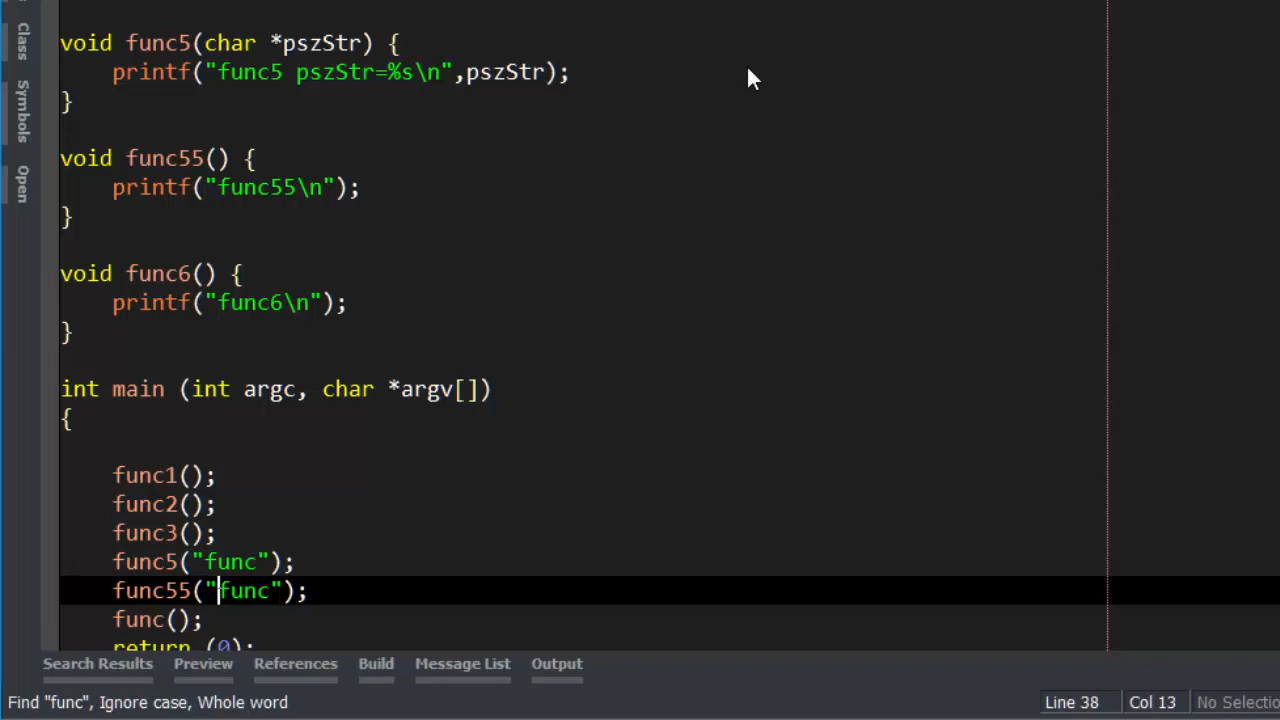 Class
Symbols
Open
void func5(char *pszStr) {
    printf("func5 pszStr=%s\n",pszStr);
}
void func55() {
    printf("func55\n");
}
void func6() {
    printf("func6\n");
}
int main (int argc, char *argv[])
{
    func1();
    func2();
    func3();
    func5("func");
    func55("func");
    func();
    return (0);
Search Results Preview References Build Message List Output
Find "func", Ignore case, Whole word Line 38 Col 13 No Selectio